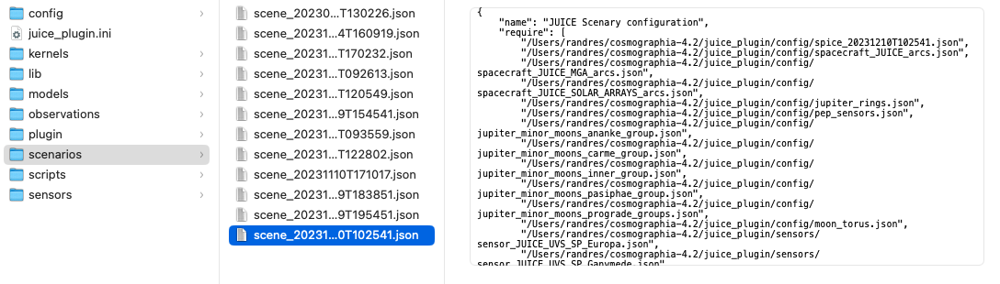 config
juice_plugin.ini
kernels
lib
models
observations
plugin
scenarios
scripts
sensors
scene_20230...T130226.json
scene_20231...4T160919.json
scene_20231...T170232.json
scene_20231...T092613.json
scene_20231...T120549.json
scene_20231...9T154541.json
scene_20231...T093559.json
scene_20231...T122802.json
scene_20231110T171017.json
scene_20231...9T183851.json
scene_20231...9T195451.json
scene_20231...0T102541.json
{
"name": "JUICE Scenary configuration",
"require": [
"/Users/randres/cosmographia-4.2/juice_plugin/config/spice_20231210T102541.json",
"/Users/randres/cosmographia-4.2/juice_plugin/config/spacecraft_JUICE_arcs.json",
"/Users/randres/cosmographia-4.2/juice_plugin/config/
spacecraft_JUICE_MGA_arcs.json",
"/Users/randres/cosmographia-4.2/juice_plugin/config/
spacecraft_JUICE_SOLAR_ARRAYS_arcs.json",
"/Users/randres/cosmographia-4.2/juice_plugin/config/jupiter_rings.json",
"/Users/randres/cosmographia-4.2/juice_plugin/config/pep_sensors.json",
"/Users/randres/cosmographia-4.2/juice_plugin/config/
jupiter_minor_moons_ananke_group.json",
"/Users/randres/cosmographia-4.2/juice_plugin/config/
jupiter_minor_moons_carme_group.json",
"/Users/randres/cosmographia-4.2/juice_plugin/config/
jupiter_minor_moons_inner_group.json",
"/Users/randres/cosmographia-4.2/juice_plugin/config/
jupiter_minor_moons_pasiphae_group.json",
"/Users/randres/cosmographia-4.2/juice_plugin/config/
jupiter_minor_moons_prograde_groups.json",
"/Users/randres/cosmographia-4.2/juice_plugin/config/moon_torus.json",
"/Users/randres/cosmographia-4.2/juice_plugin/sensors/
sensor_JUICE_UVS_SP_Europa.json",
"/Users/randres/cosmographia-4.2/juice_plugin/sensors/
sensor_JUICE_UVS_SP_Ganymede.json",